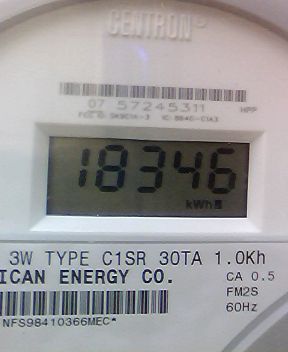 CENTRON
07 57245311 HPP
18346
kWh
3W TYPE C1SR 30TA 1.0Kh
ICAN ENERGY CO. CA 0.5
FM2S
NFS98410366MEC* 60Hz